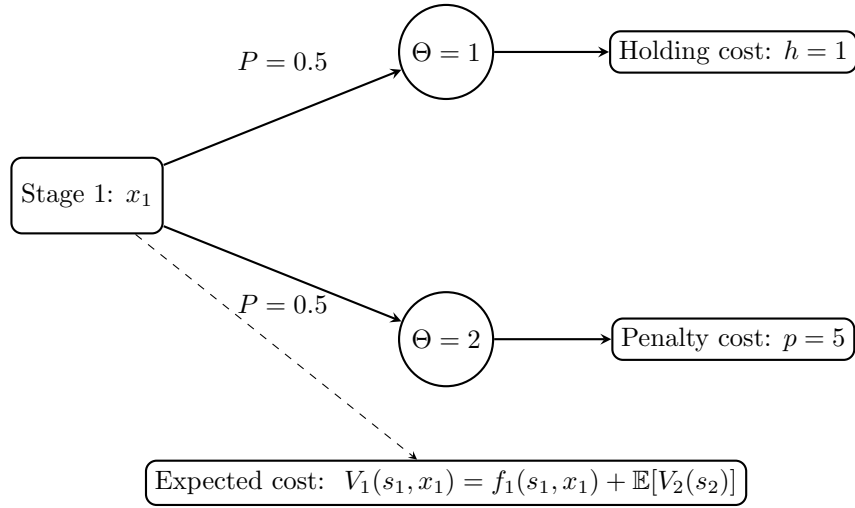 P = 0.5
Θ = 1
Holding cost: h = 1
Stage 1: x₁
P = 0.5
Θ = 2
Penalty cost: p = 5
Expected cost: V₁(s₁, x₁) = f₁(s₁, x₁) + 𝔼[V₂(s₂)]